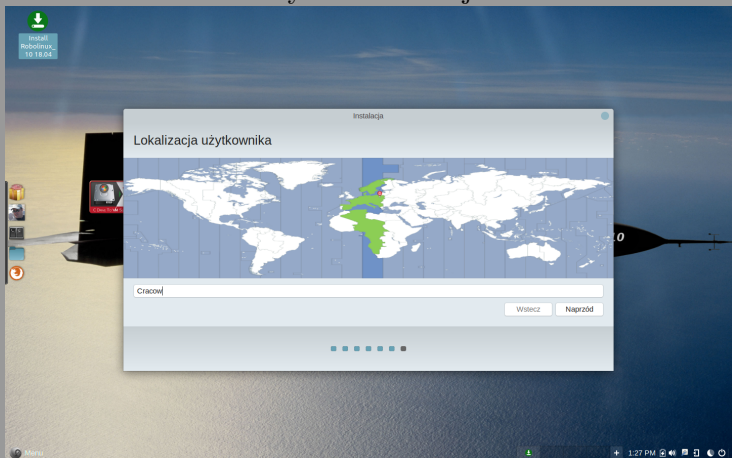 Install
Robolinux_
10 18.04
Instalacja
Lokalizacja użytkownika
Cracow
Wstecz
Naprzód
Menu
1:27 PM